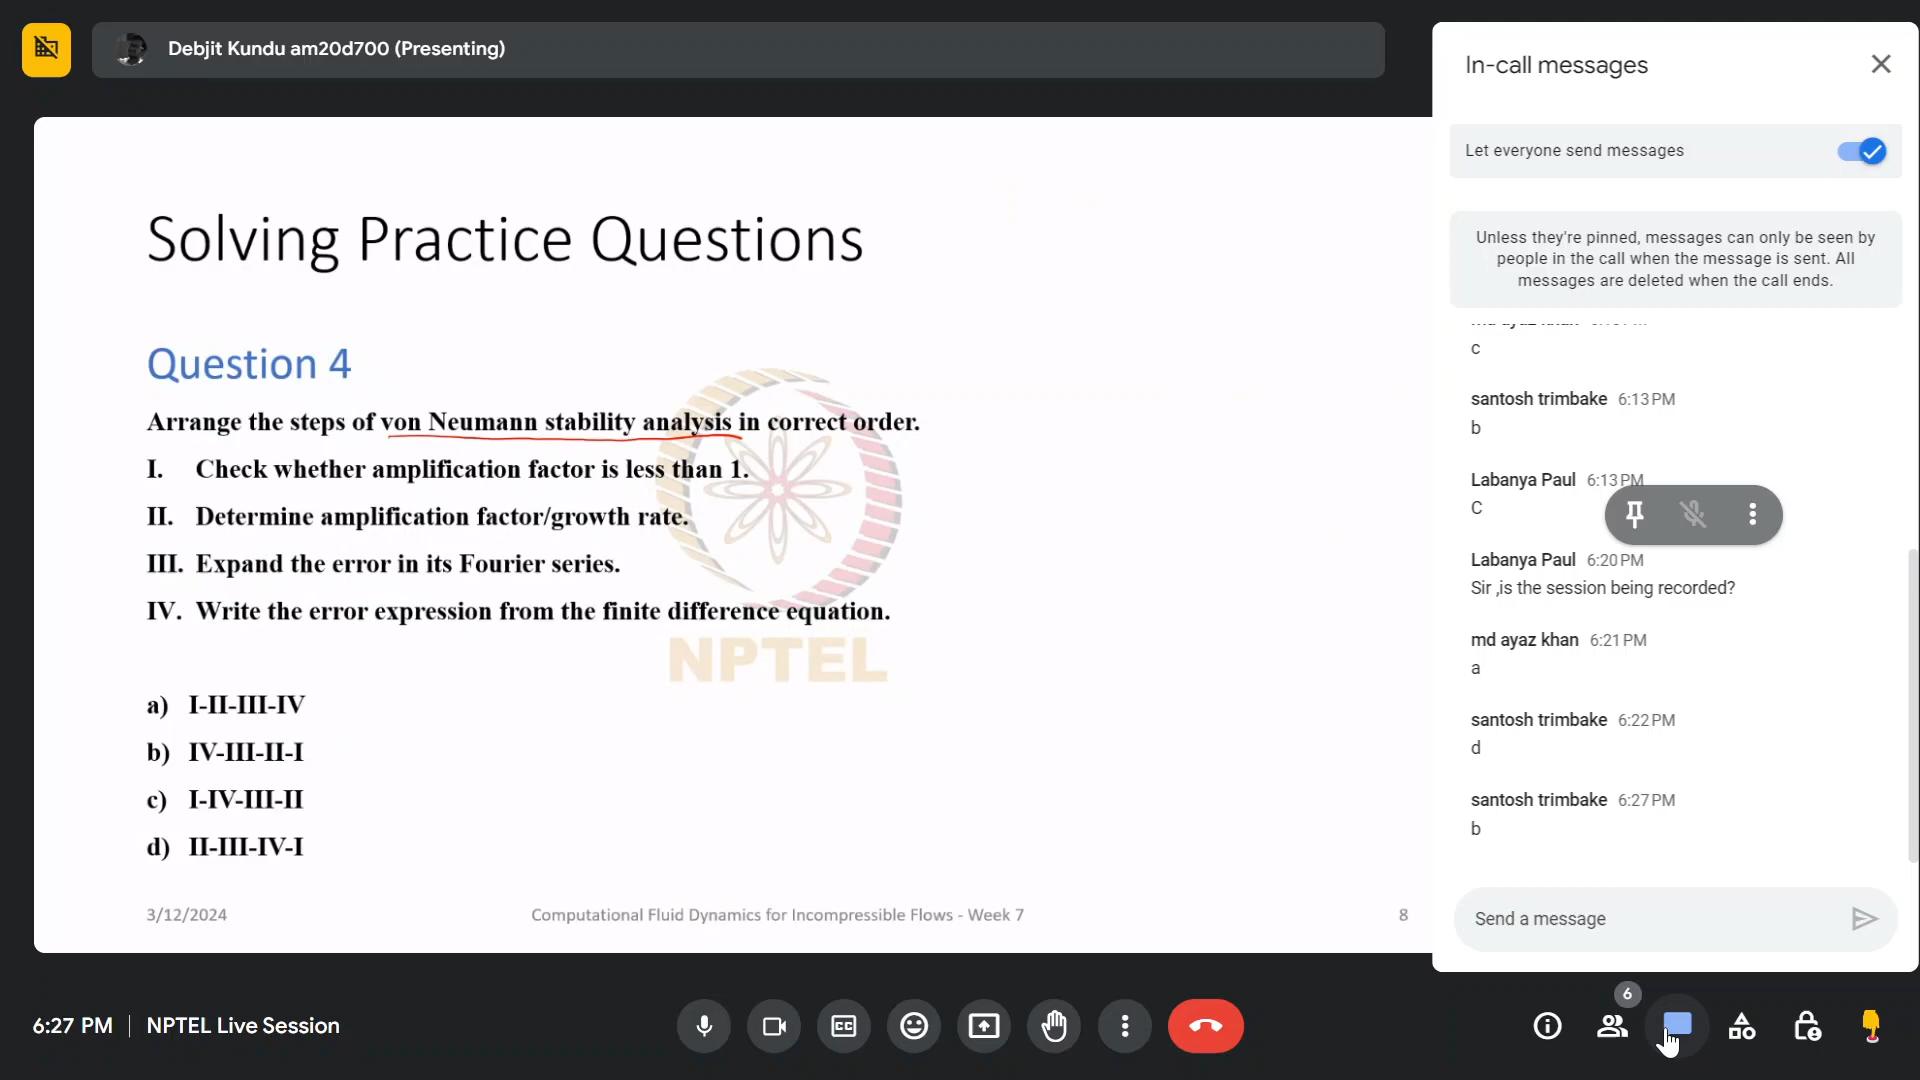 Debjit Kundu am20d700 (Presenting)
Solving Practice Questions
Question 4
Arrange the steps of von Neumann stability analysis in correct order.
I. Check whether amplification factor is less than 1.
II. Determine amplification factor/growth rate.
III. Expand the error in its Fourier series.
IV. Write the error expression from the finite difference equation.
NPTEL
a) I-II-III-IV
b) IV-III-II-I
c) I-IV-III-II
d) II-III-IV-I
3/12/2024
Computational Fluid Dynamics for Incompressible Flows - Week 7
8
In-call messages
Let everyone send messages
Unless they're pinned, messages can only be seen by
people in the call when the message is sent. All
messages are deleted when the call ends.
c
santosh trimbake 6:13 PM
b
Labanya Paul 6:13 PM
C
Labanya Paul 6:20 PM
Sir ,is the session being recorded?
md ayaz khan 6:21 PM
a
santosh trimbake 6:22 PM
d
santosh trimbake 6:27 PM
b
Send a message
6:27 PM | NPTEL Live Session
CC
6